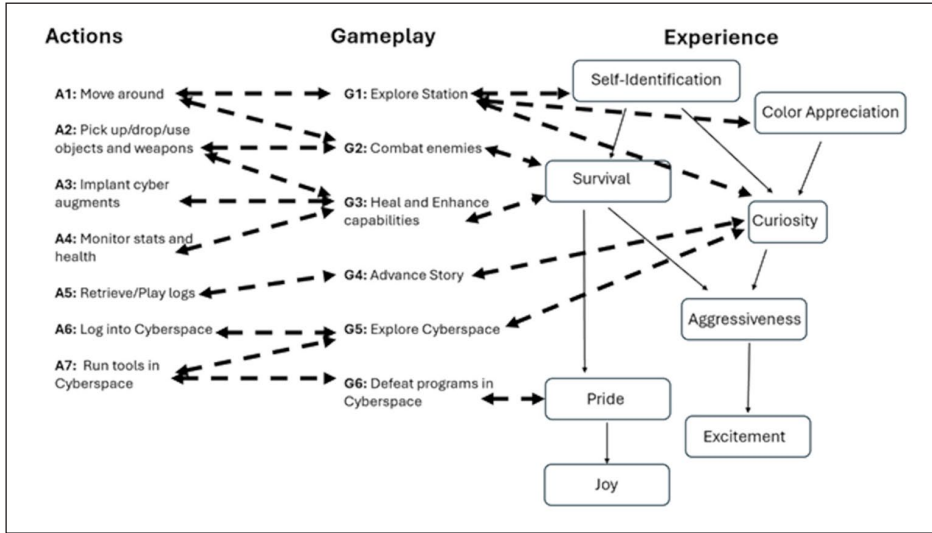 Actions
Gameplay
Experience
A1: Move around
A2: Pick up/drop/use
objects and weapons
A3: Implant cyber
augments
A4: Monitor stats and
health
A5: Retrieve/Play logs
A6: Log into Cyberspace
A7: Run tools in
Cyberspace
G1: Explore Station
G2: Combat enemies
G3: Heal and Enhance
capabilities
G4: Advance Story
G5: Explore Cyberspace
G6: Defeat programs in
Cyberspace
Self-Identification
Color Appreciation
Survival
Curiosity
Aggressiveness
Pride
Excitement
Joy